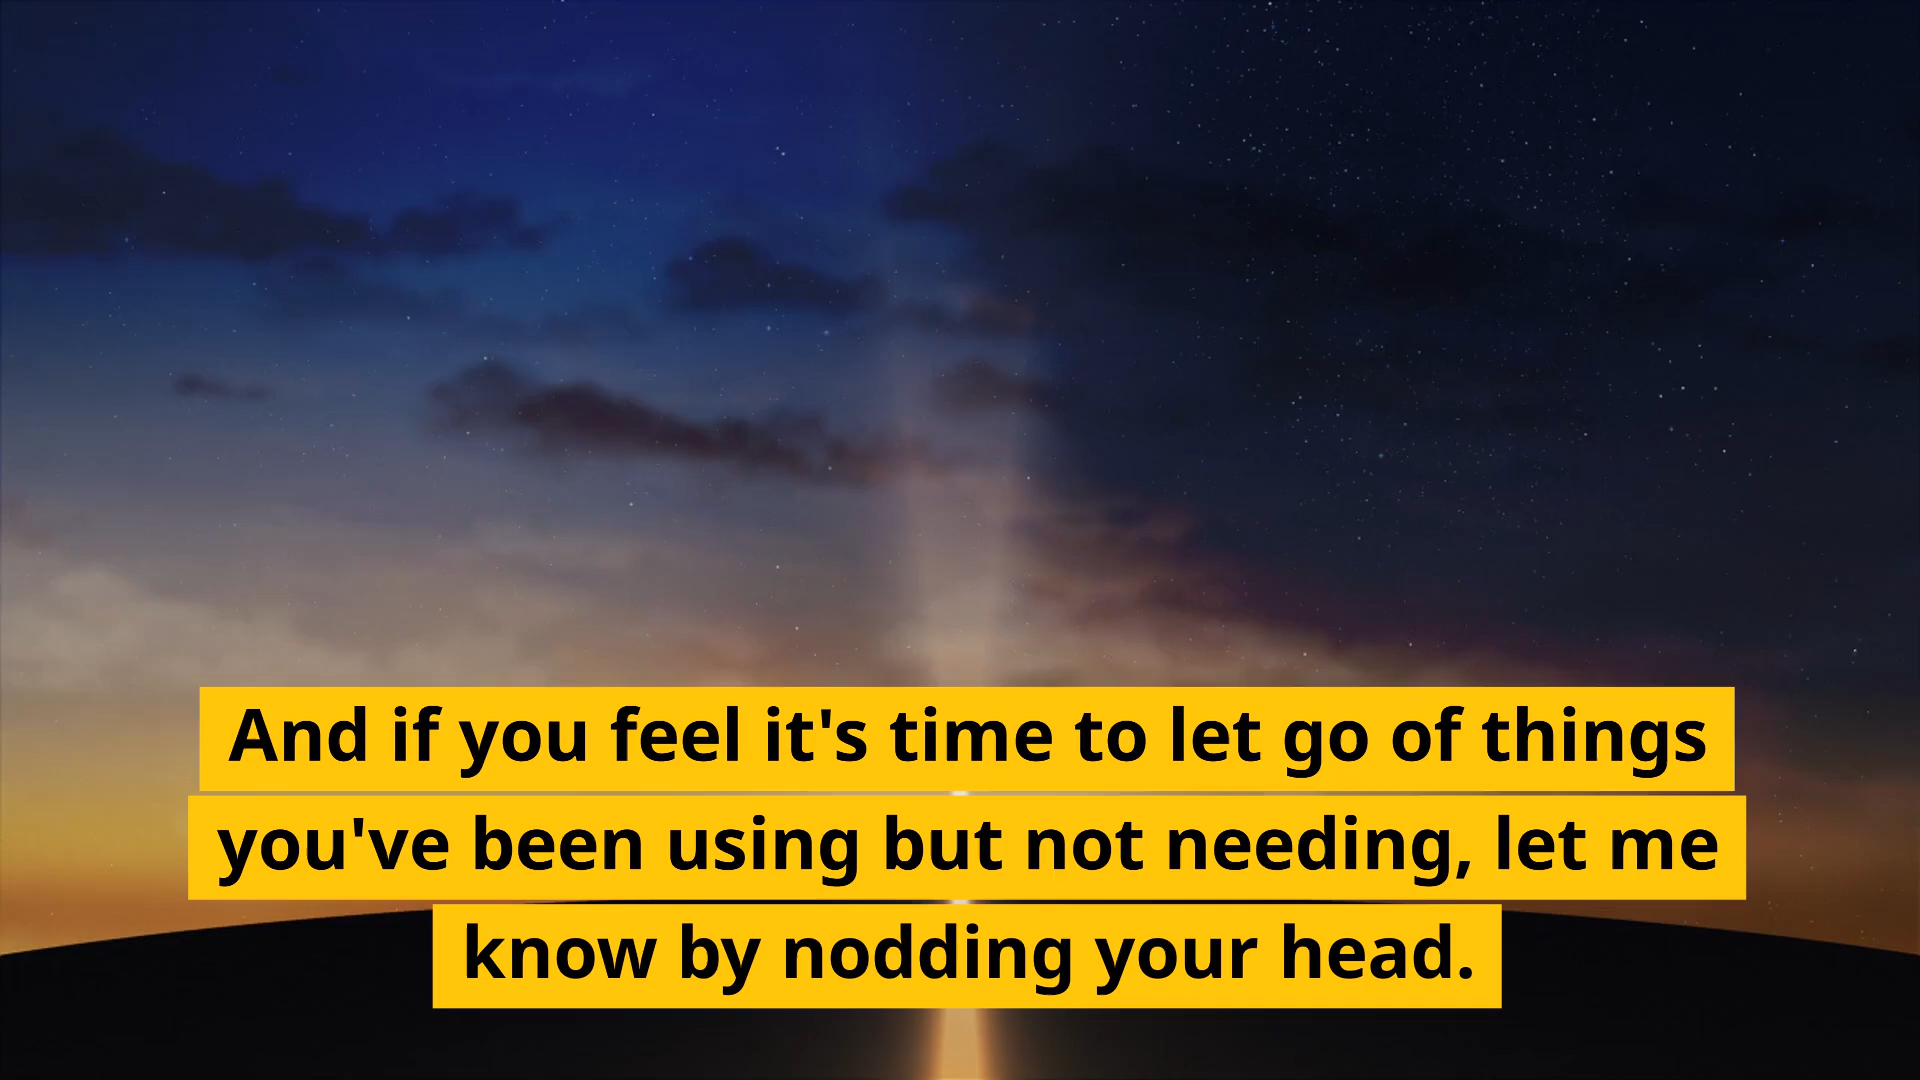 And if you feel it's time to let go of things
you've been using but not needing, let me
know by nodding your head.